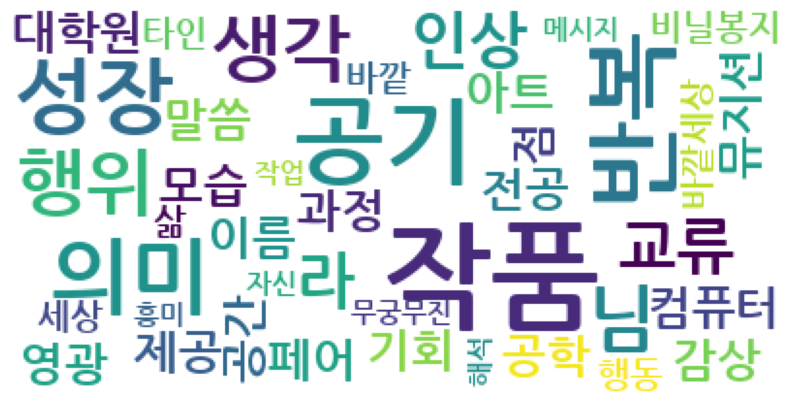 대학원
타인
생각
인상
메시지
비닐봉지
성장
바깥
아트
반복
뮤지션
말씀
공기
점
바깥세상
행위
모습
작업
전공
삶
과정
의미
이름
라
작품
교류
자신
님
세상
흥미
공간
무궁무진
컴퓨터
영광
제공
페어
기회
해석
공학
행동
감상